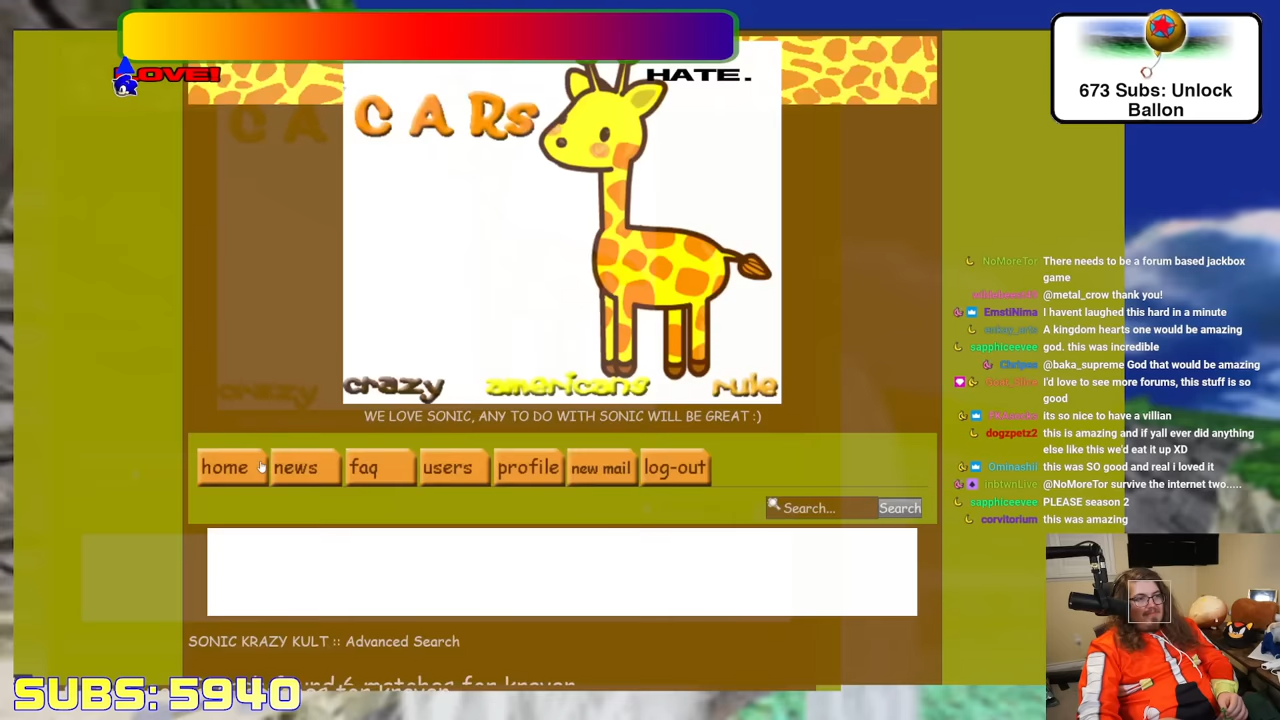 LOVE!
HATE.
673 Subs: Unlock
Ballon
C A Rs
C A
crazy americans rule
WE LOVE SONIC, ANY TO DO WITH SONIC WILL BE GREAT :)
home
news
faq
users
profile
new mail
log-out
Search...
Search
SONIC KRAZY KULT :: Advanced Search
SUBS: 5940
NoMoreTor There needs to be a forum based jackbox
game
@metal_crow thank you!
EmstiNima I havent laughed this hard in a minute
A kingdom hearts one would be amazing
sapphiceevee god. this was incredible
@baka_supreme God that would be amazing
I'd love to see more forums, this stuff is so
good
its so nice to have a villian
dogzpetz2 this is amazing and if yall ever did anything
else like this we'd eat it up XD
Ominashii this was SO good and real i loved it
inbtwnLive @NoMoreTor survive the internet two.....
sapphiceevee PLEASE season 2
corvitorium this was amazing